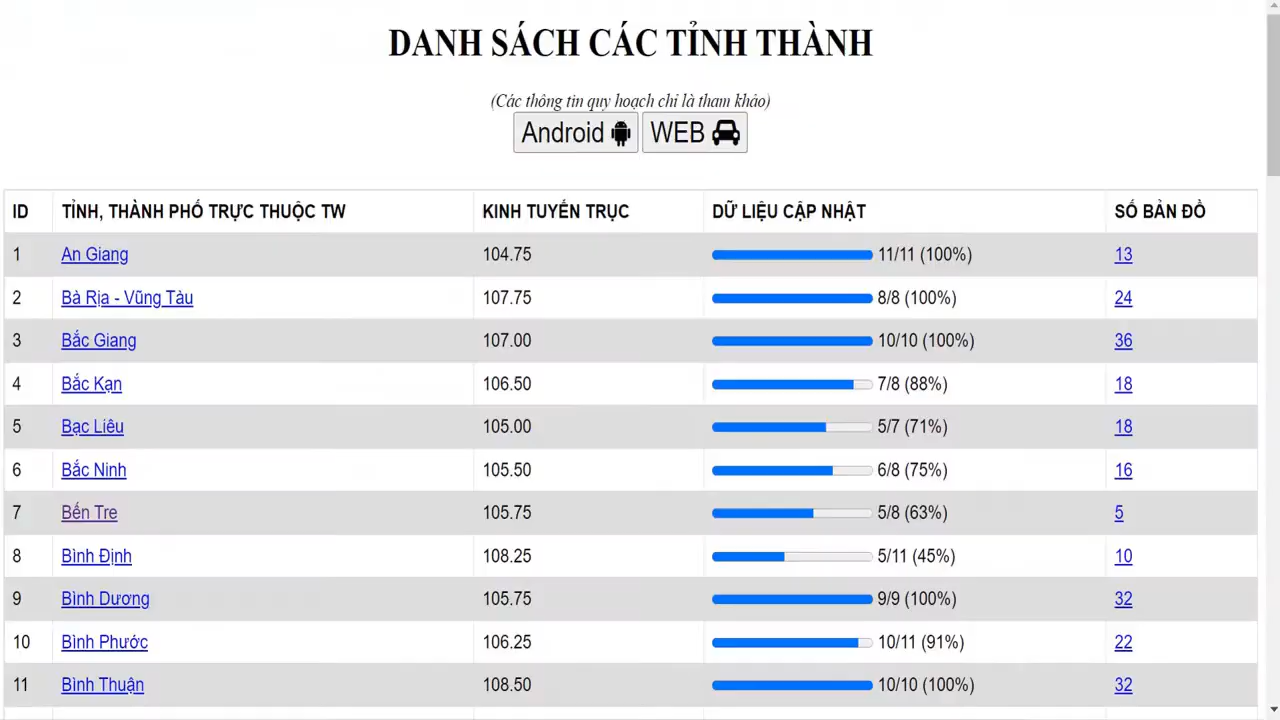 DANH SÁCH CÁC TỈNH THÀNH
(Các thông tin quy hoạch chỉ là tham khảo)
Android WEB
ID TỈNH, THÀNH PHỐ TRỰC THUỘC TW KINH TUYẾN TRỤC DỮ LIỆU CẬP NHẬT SỐ BẢN ĐỒ
1 An Giang 104.75 11/11 (100%) 13
2 Bà Rịa - Vũng Tàu 107.75 8/8 (100%) 24
3 Bắc Giang 107.00 10/10 (100%) 36
4 Bắc Kạn 106.50 7/8 (88%) 18
5 Bạc Liêu 105.00 5/7 (71%) 18
6 Bắc Ninh 105.50 6/8 (75%) 16
7 Bến Tre 105.75 5/8 (63%) 5
8 Bình Định 108.25 5/11 (45%) 10
9 Bình Dương 105.75 9/9 (100%) 32
10 Bình Phước 106.25 10/11 (91%) 22
11 Bình Thuận 108.50 10/10 (100%) 32